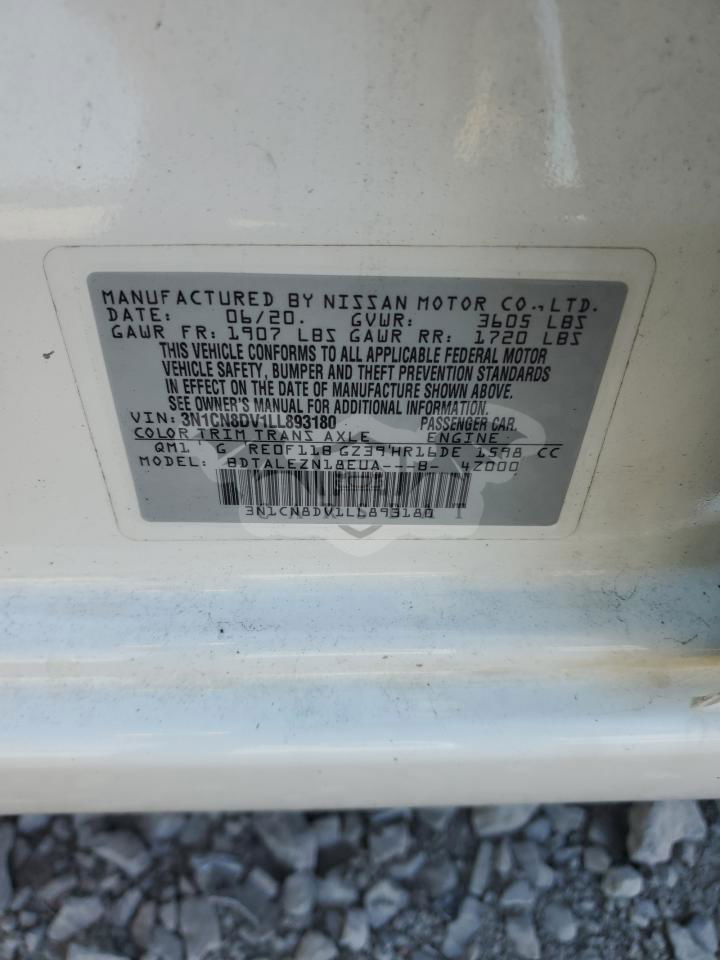 MANUFACTURED BY NISSAN MOTOR CO.,LTD.
DATE: 06/20. GVWR: 3605 LBS
GAWR FR: 1907 LBS GAWR RR: 1720 LBS
THIS VEHICLE CONFORMS TO ALL APPLICABLE FEDERAL MOTOR
VEHICLE SAFETY, BUMPER AND THEFT PREVENTION STANDARDS
IN EFFECT ON THE DATE OF MANUFACTURE SHOWN ABOVE.
SEE OWNER'S MANUAL FOR ADDITIONAL INFORMATION.
VIN: 3N1CN8DV1LL893180 PASSENGER CAR.
COLOR TRIM TRANS AXLE ENGINE:
QM1 G RE0F11B GZ39 HR16DE 1598 CC
MODEL: BDTALEZN18EUA---B- 4Z000
3N1CN8DV1LL893180